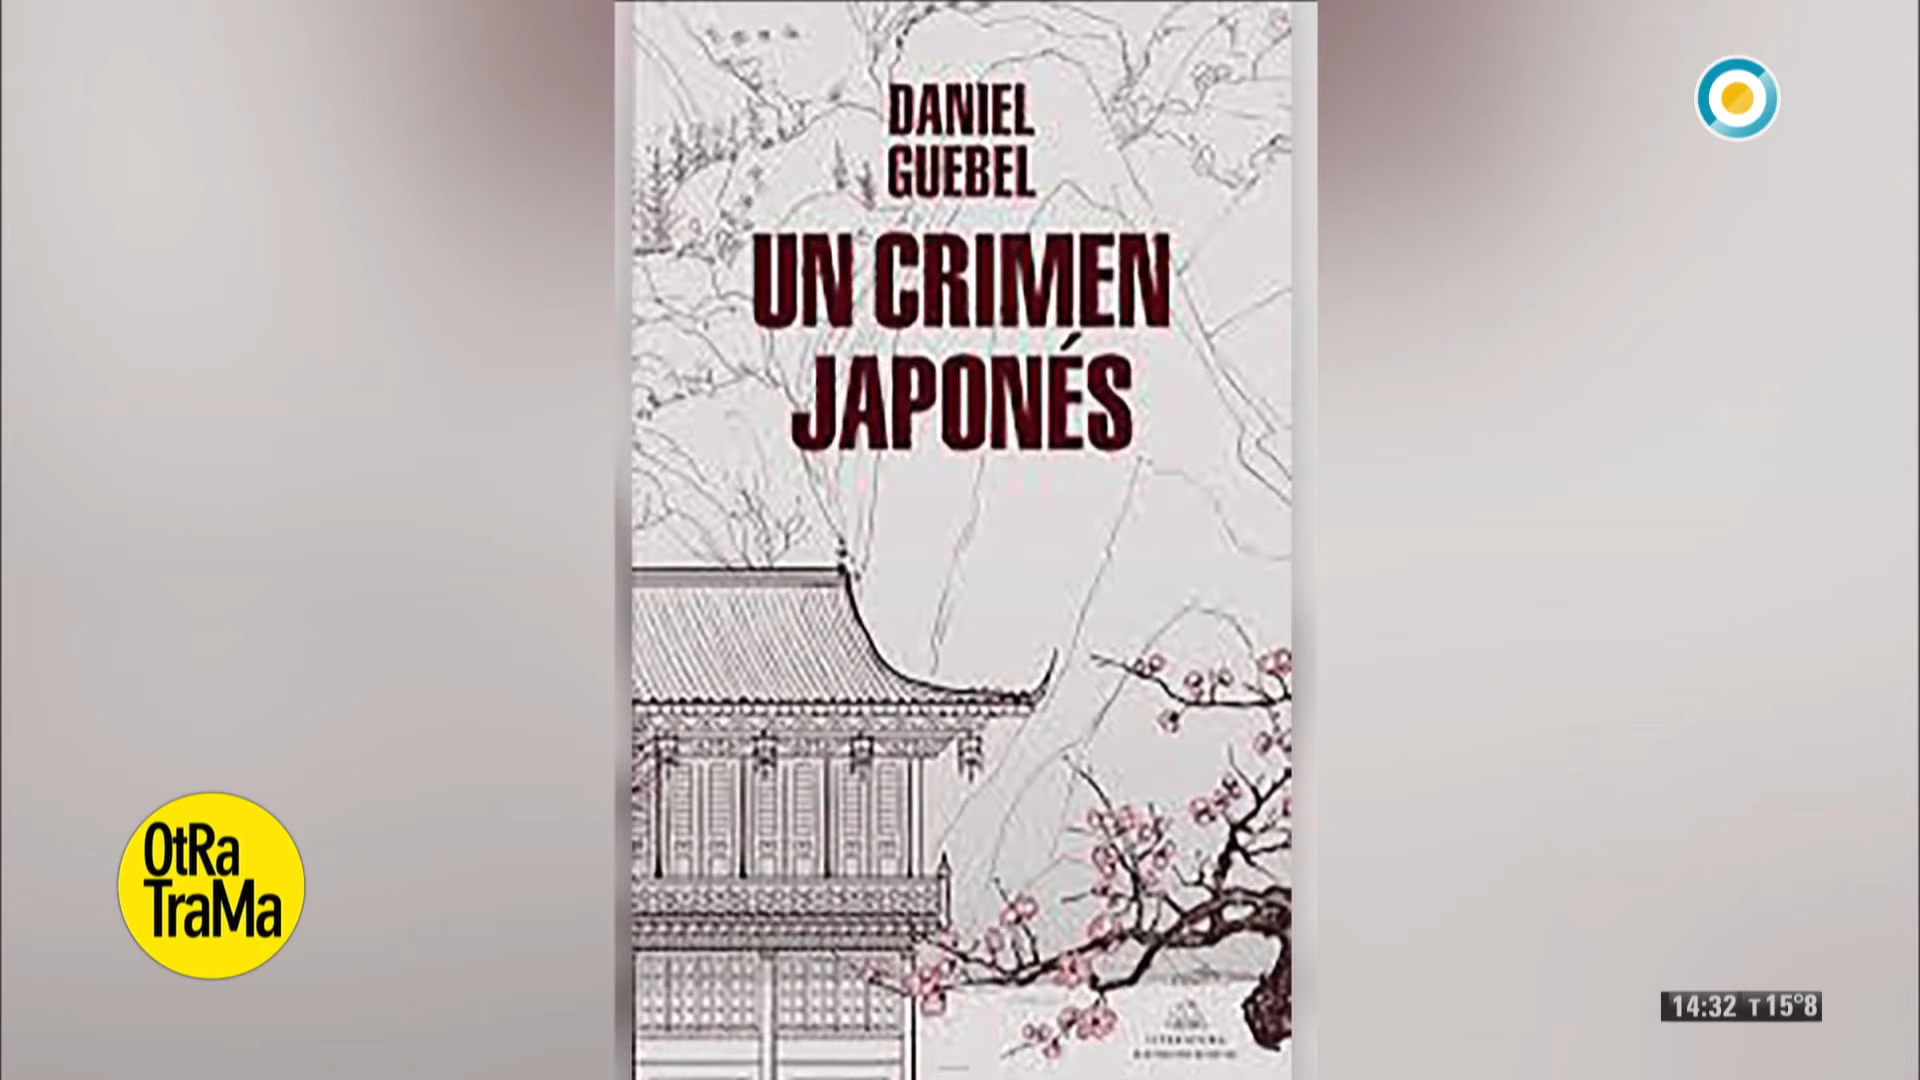 DANIEL
GUEBEL
UN CRIMEN
JAPONÉS
OtRa
TraMa
14:32 T 15°8